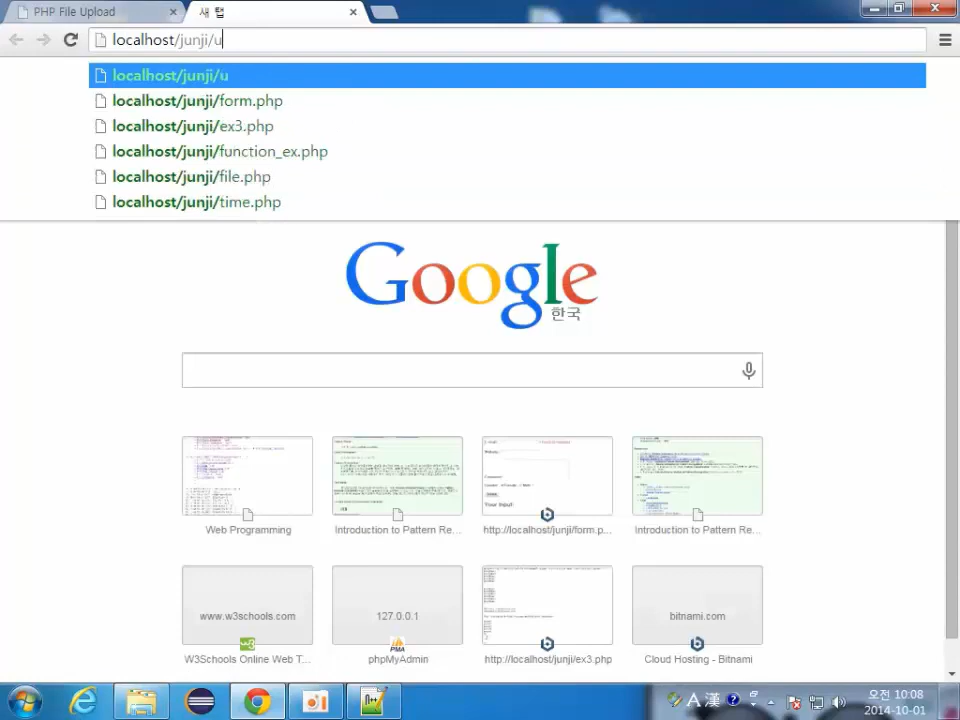 PHP File Upload
새 탭
localhost/junji/u
localhost/junji/u
localhost/junji/form.php
localhost/junji/ex3.php
localhost/junji/function_ex.php
localhost/junji/file.php
localhost/junji/time.php
Google
한국
Web Programming
Introduction to Pattern Re...
http://localhost/junji/form.p...
Introduction to Pattern Re...
www.w3schools.com
127.0.0.1
bitnami.com
W3Schools Online Web T...
PMA
phpMyAdmin
http://localhost/junji/ex3.php
Cloud Hosting - Bitnami
A 漢
오전 10:08
2014-10-01